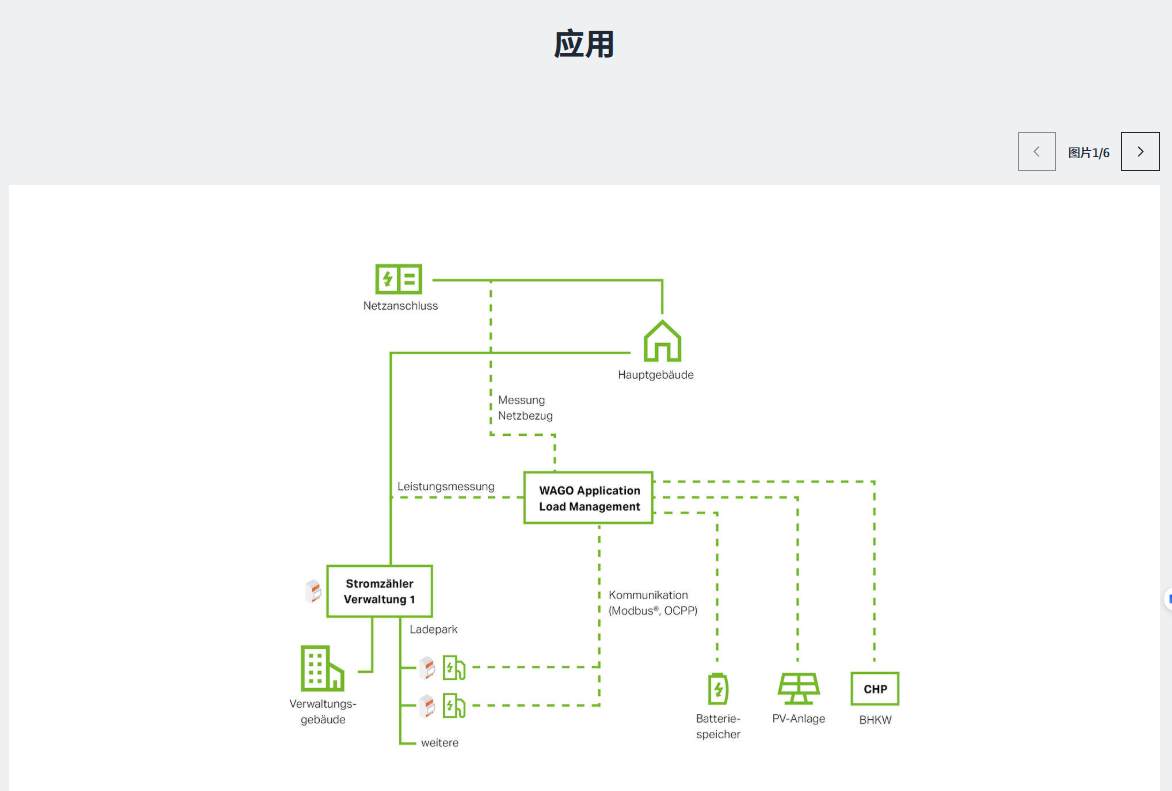 应用
图片1/6
Netzanschluss
Hauptgebäude
Messung
Netzbezug
Leistungsmessung
WAGO Application
Load Management
Stromzähler
Verwaltung 1
Kommunikation
(Modbus®, OCPP)
Ladepark
Verwaltungs-
gebäude
weitere
Batterie-
speicher
PV-Anlage
CHP
BHKW